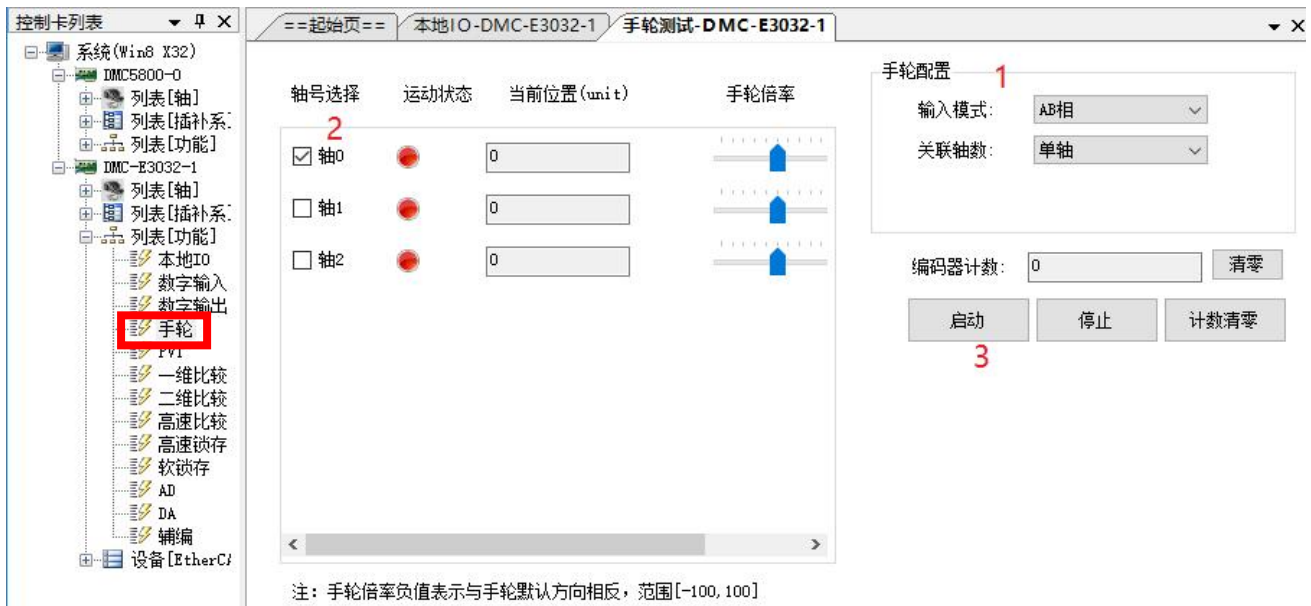 控制卡列表
系统(Win8 X32)
DMC5800-0
列表[轴]
列表[插补系
列表[功能]
DMC-E3032-1
列表[轴]
列表[插补系
列表[功能]
本地IO
数字输入
数字输出
手轮
PVT
一维比较
二维比较
高速比较
高速锁存
软锁存
AD
DA
辅编
设备[EtherCA
==起始页== 本地IO-DMC-E3032-1 手轮测试-DMC-E3032-1
轴号选择 运动状态 当前位置(unit) 手轮倍率
2
轴0 0
轴1 0
轴2 0
注：手轮倍率负值表示与手轮默认方向相反，范围[-100,100]
手轮配置 1
输入模式: AB相
关联轴数: 单轴
编码器计数: 0 清零
启动 停止 计数清零
3